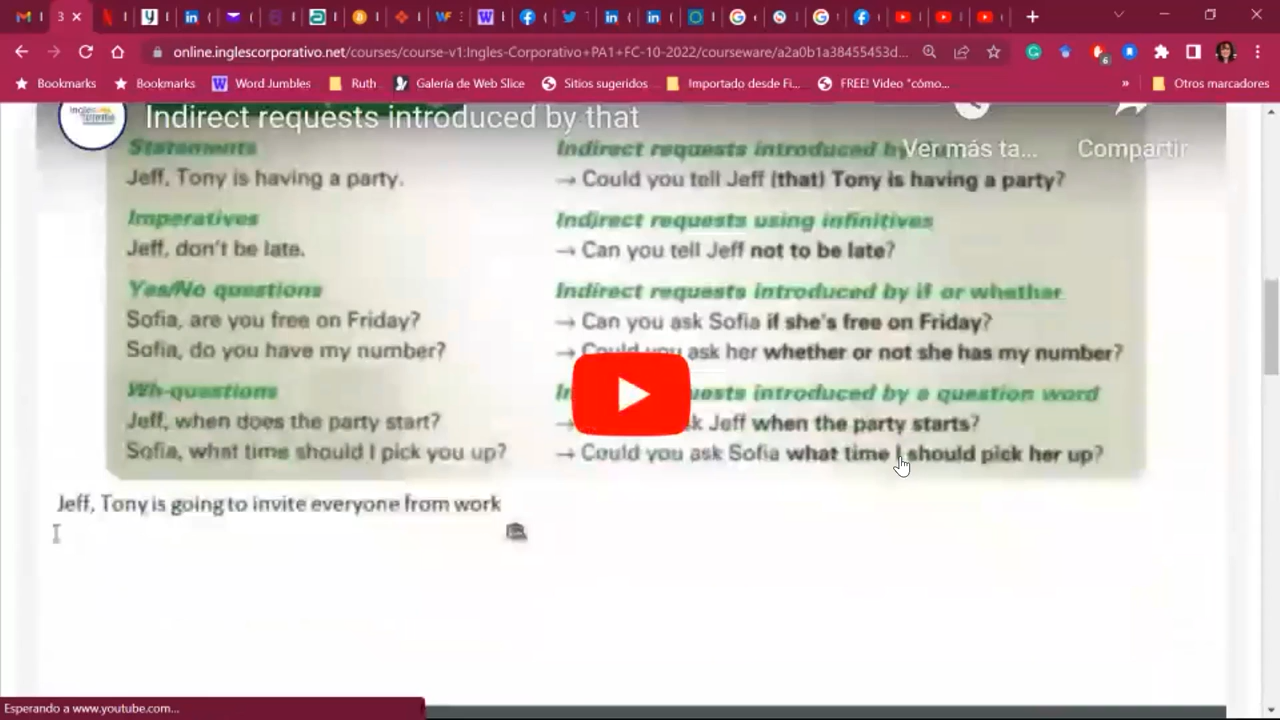 3
online.inglescorporativo.net/courses/course-v1:Ingles-Corporativo+PA1+FC-10-2022/courseware/a2a0b1a38455453d...
6
Bookmarks
Bookmarks
Word Jumbles
Ruth
Galería de Web Slice
Sitios sugeridos
Importado desde Fi...
FREE! Video "cómo...
»
Otros marcadores
Indirect requests introduced by that
Ver más ta...
Compartir
Statements
Indirect requests introduced by
Jeff, Tony is having a party.
→ Could you tell Jeff (that) Tony is having a party?
Imperatives
Indirect requests using infinitives
Jeff, don't be late.
→ Can you tell Jeff not to be late?
Yes/No questions
Indirect requests introduced by if or whether
Sofia, are you free on Friday?
→ Can you ask Sofia if she's free on Friday?
Sofia, do you have my number?
→ Could you ask her whether or not she has my number?
Wh-questions
introduced by a question word
Jeff, when does the party start?
Jeff when the party starts?
Sofia, what time should I pick you up?
→ Could you ask Sofia what time I should pick her up?
Jeff, Tony is going to invite everyone from work
Esperando a www.youtube.com...